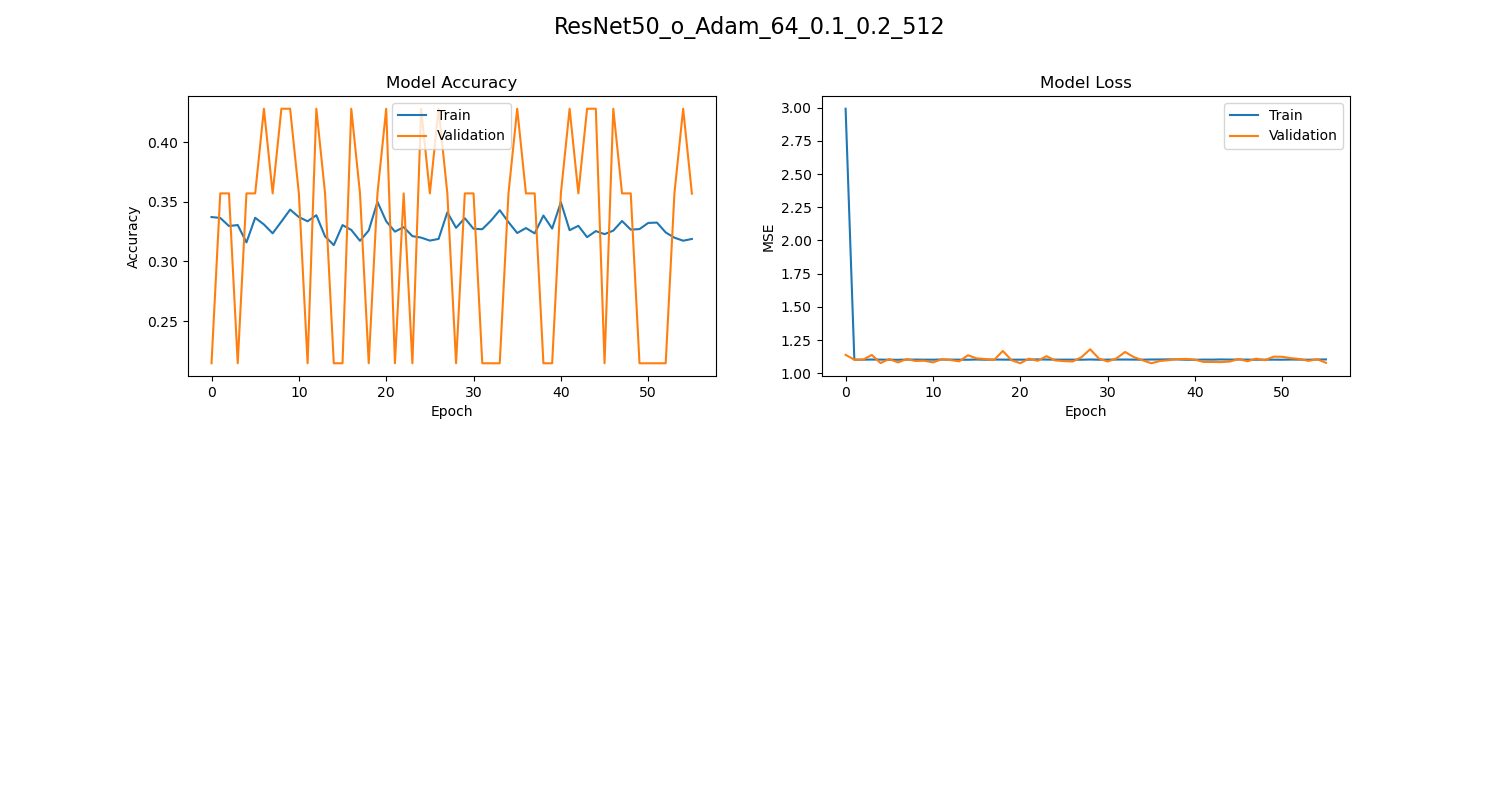 ResNet50_o_Adam_64_0.1_0.2_512
Model Accuracy
Train
Validation
Accuracy
0.40
0.35
0.30
0.25
0 10 20 30 40 50
Epoch
Model Loss
Train
Validation
MSE
3.00
2.75
2.50
2.25
2.00
1.75
1.50
1.25
1.00
0 10 20 30 40 50
Epoch